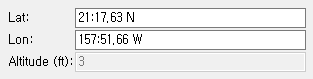 Lat: 21:17,63 N
Lon: 157:51,66 W
Altitude (ft): 3